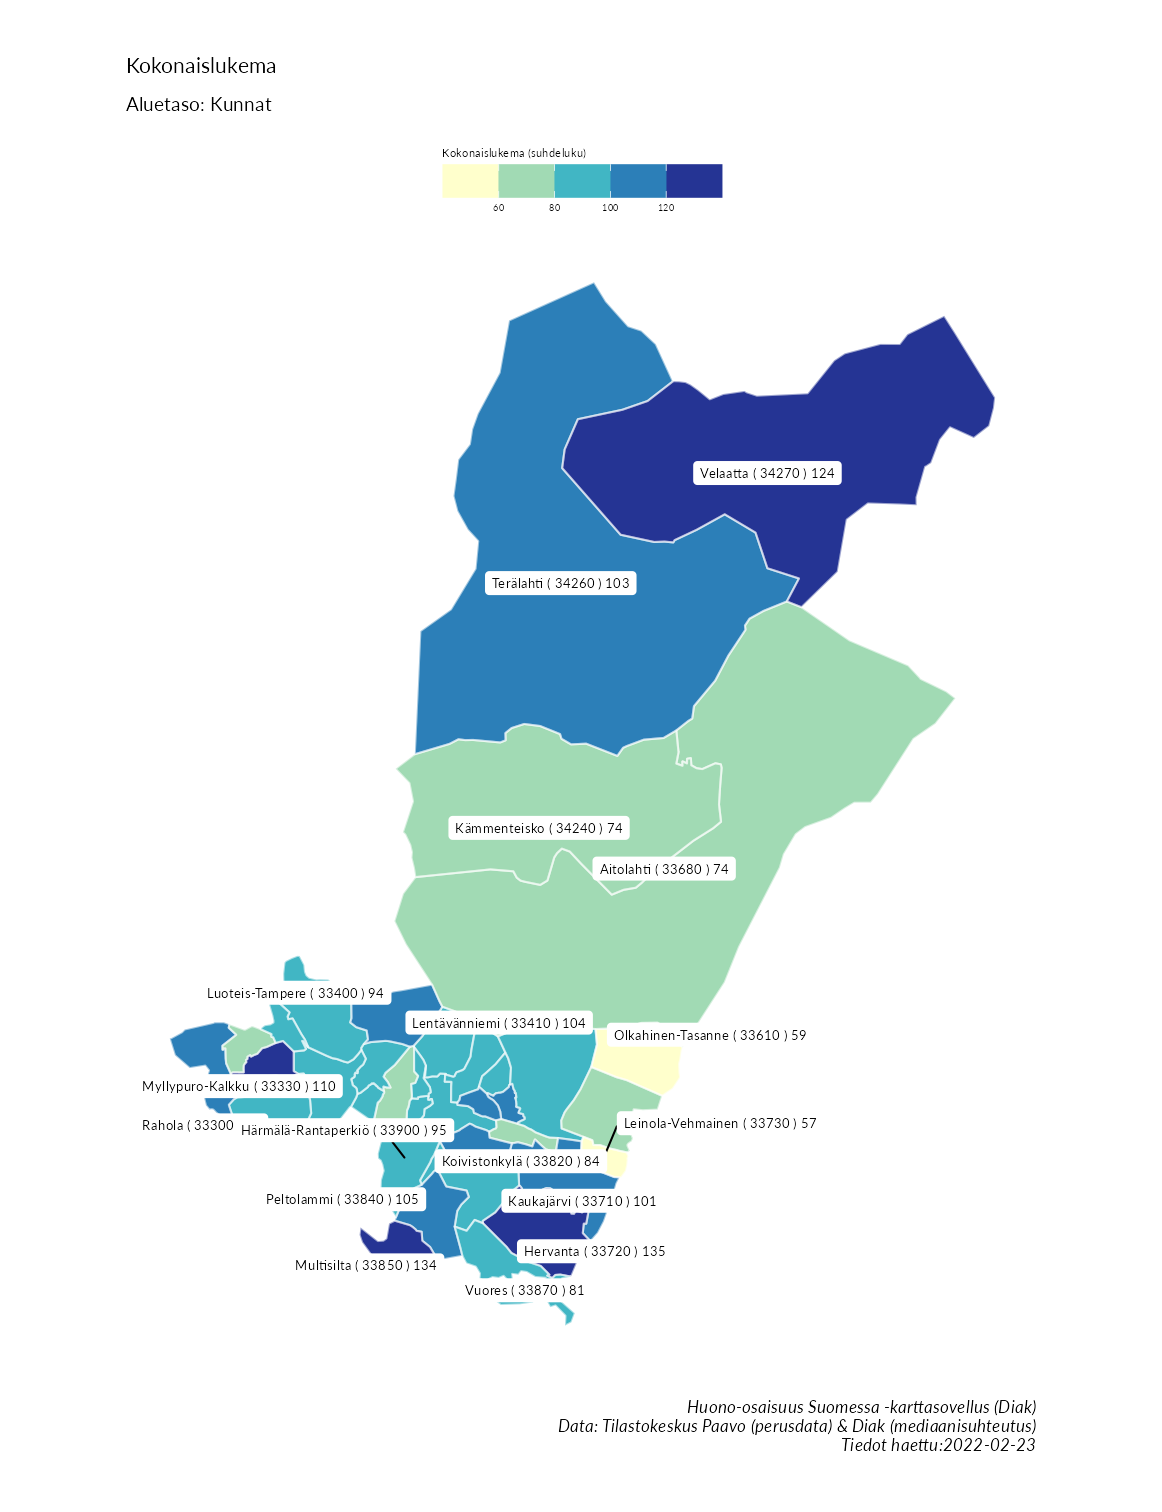 Kokonaislukema
Aluetaso: Kunnat
Kokonaislukema (suhdeluku)
60 80 100 120
Velaatta ( 34270 ) 124
Terälahti ( 34260 ) 103
Kämmenteisko ( 34240 ) 74
Aitolahti ( 33680 ) 74
Luoteis-Tampere ( 33400 ) 94
Lentävänniemi ( 33410 ) 104
Olkahinen-Tasanne ( 33610 ) 59
Myllypuro-Kalkku ( 33330 ) 110
Rahola ( 33300
Härmälä-Rantaperkiö ( 33900 ) 95
Leinola-Vehmainen ( 33730 ) 57
Koivistonkylä ( 33820 ) 84
Peltolammi ( 33840 ) 105
Kaukajärvi ( 33710 ) 101
Hervanta ( 33720 ) 135
Multisilta ( 33850 ) 134
Vuores ( 33870 ) 81
Huono-osaisuus Suomessa -karttasovellus (Diak)
Data: Tilastokeskus Paavo (perusdata) & Diak (mediaanisuhteutus)
Tiedot haettu:2022-02-23